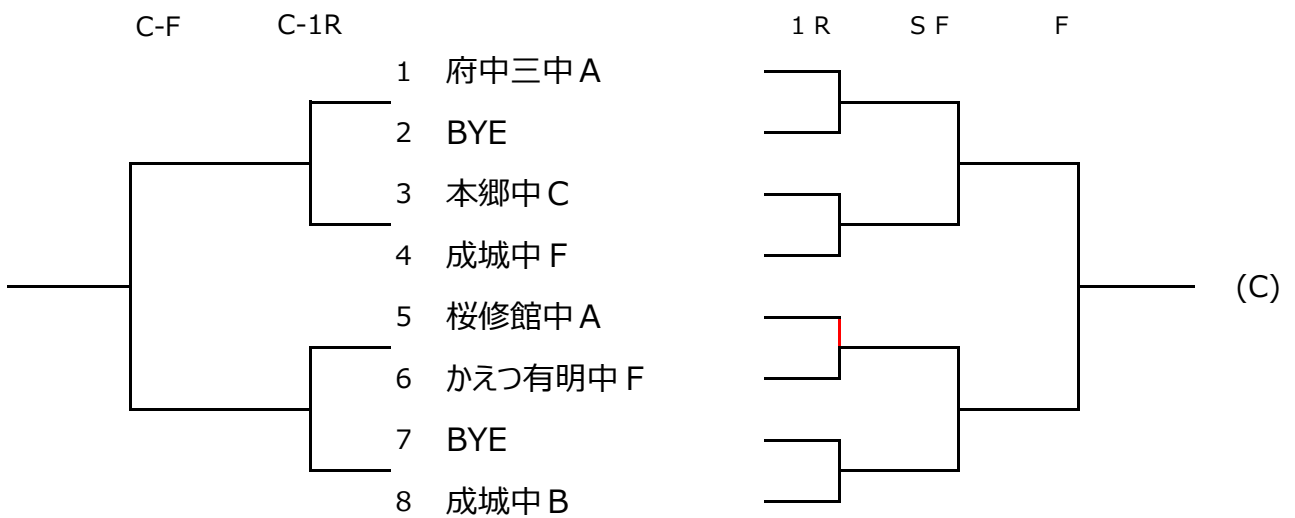 C-F C-1R 1 R S F F
1 府中三中 A
2 BYE
3 本郷中 C
4 成城中 F
(C)
5 桜修館中 A
6 かえつ有明中 F
7 BYE
8 成城中 B